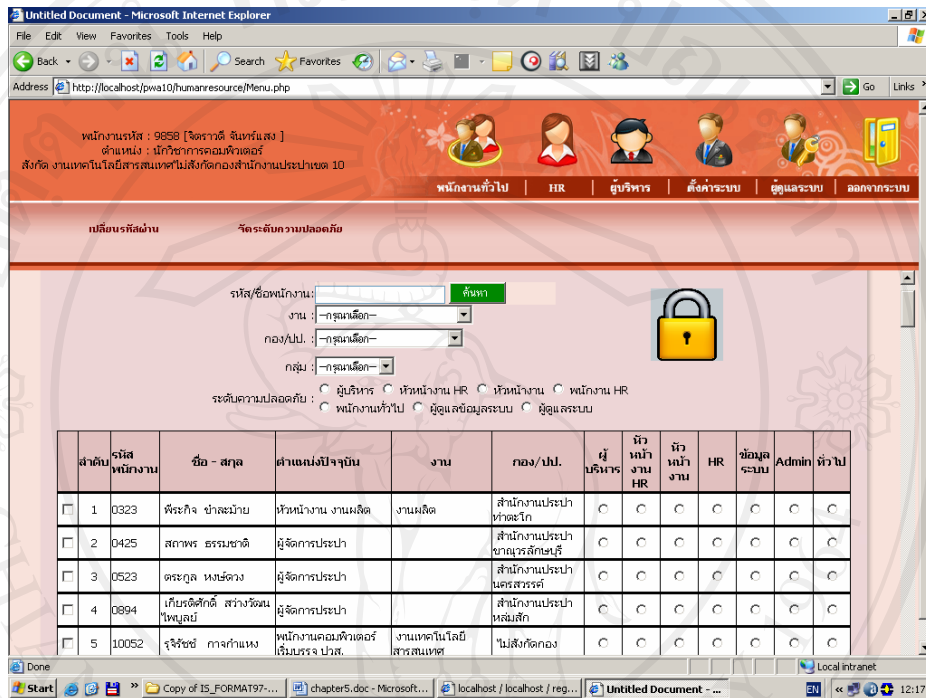 Untitled Document - Microsoft Internet Explorer
File Edit View Favorites Tools Help
Back Search Favorites
Address http://localhost/pwa10/humanresource/Menu.php Go Links
พนักงานรหัส : 9858 [จิตราวดี จันทร์แสง ]
ตำแหน่ง : นักวิชาการคอมพิวเตอร์
สังกัด งานเทคโนโลยีสารสนเทศไม่สังกัดกองสำนักงานประปาเขต 10
พนักงานทั่วไป | HR | ผู้บริหาร | ตั้งค่าระบบ | ผู้ดูแลระบบ | ออกจากระบบ
เปลี่ยนรหัสผ่าน วัดระดับความปลอดภัย
รหัส/ชื่อพนักงาน: ค้นหา
งาน : --กรุณาเลือก--
กอง/ปป. : --กรุณาเลือก--
กลุ่ม : --กรุณาเลือก--
ระดับความปลอดภัย : ผู้บริหาร หัวหน้างาน HR หัวหน้างาน พนักงาน HR
พนักงานทั่วไป ผู้ดูแลข้อมูลระบบ ผู้ดูแลระบบ
ลำดับ รหัสพนักงาน ชื่อ - สกุล ตำแหน่งปัจจุบัน งาน กอง/ปป. ผู้บริหาร หัวหน้างาน HR หัวหน้างาน HR ข้อมูลระบบ Admin ทั่วไป
1 0323 พีระกิจ ขำละม้าย หัวหน้างาน งานผลิต งานผลิต สำนักงานประปาท่าตะโก
2 0425 สถาพร ธรรมชาติ ผู้จัดการประปา สำนักงานประปาขาณุวรลักษบุรี
3 0523 ตระกูล หงษ์ดวง ผู้จัดการประปา สำนักงานประปานครสวรรค์
4 0894 เกียรติศักดิ์ สว่างวัฒนไพบูลย์ ผู้จัดการประปา สำนักงานประปาหล่มสัก
5 10052 รุจิรัชช์ กาจกำแหง พนักงานคอมพิวเตอร์เริ่มบรรจุ ปวส. งานเทคโนโลยีสารสนเทศ ไม่สังกัดกอง
Done Local intranet
Start Copy of IS_FORMAT97-... chapter5.doc - Microsoft... localhost / localhost / reg... Untitled Document - ... EN 12:17